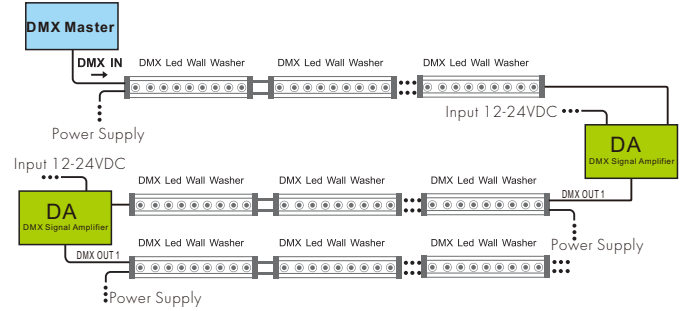 DMX Master
DMX IN
DMX Led Wall Washer
DMX Led Wall Washer
DMX Led Wall Washer
Power Supply
Input 12-24VDC
DA
DMX Signal Amplifier
Input 12-24VDC
DA
DMX Signal Amplifier
DMX Led Wall Washer
DMX Led Wall Washer
DMX Led Wall Washer
DMX OUT 1
Power Supply
DMX OUT 1
DMX Led Wall Washer
DMX Led Wall Washer
DMX Led Wall Washer
Power Supply